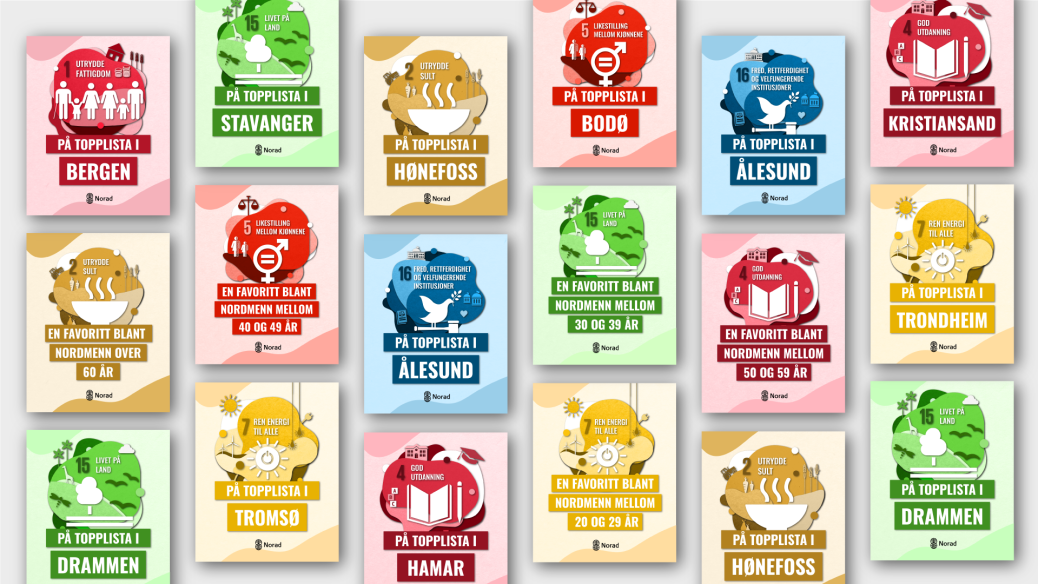 1 UTRYDDE
FATTIGDOM
PÅ TOPPLISTA I
BERGEN
Norad
2 UTRYDDE
SULT
EN FAVORITT BLANT
NORDMENN OVER
60 ÅR
Norad
15 LIVET PÅ
LAND
PÅ TOPPLISTA I
DRAMMEN
15 LIVET PÅ
LAND
PÅ TOPPLISTA I
STAVANGER
Norad
5 LIKESTILLING
MELLOM KJØNNENE
EN FAVORITT BLANT
NORDMENN MELLOM
40 OG 49 ÅR
Norad
7 REN ENERGI
TIL ALLE
PÅ TOPPLISTA I
TROMSØ
Norad
2 UTRYDDE
SULT
PÅ TOPPLISTA I
HØNEFOSS
Norad
16 FRED, RETTFERDIGHET
OG VELFUNGERENDE
INSTITUSJONER
PÅ TOPPLISTA I
ÅLESUND
Norad
4 GOD
UTDANNING
A
B
C
PÅ TOPPLISTA I
HAMAR
5 LIKESTILLING
MELLOM KJØNNENE
PÅ TOPPLISTA I
BODØ
Norad
15 LIVET PÅ
LAND
EN FAVORITT BLANT
NORDMENN MELLOM
30 OG 39 ÅR
Norad
7 REN ENERGI
TIL ALLE
EN FAVORITT BLANT
NORDMENN MELLOM
20 OG 29 ÅR
Norad
16 FRED, RETTFERDIGHET
OG VELFUNGERENDE
INSTITUSJONER
PÅ TOPPLISTA I
ÅLESUND
Norad
4 GOD
UTDANNING
A
B
C
EN FAVORITT BLANT
NORDMENN MELLOM
50 OG 59 ÅR
Norad
2 UTRYDDE
SULT
PÅ TOPPLISTA I
HØNEFOSS
4 GOD
UTDANNING
A
B
C
PÅ TOPPLISTA I
KRISTIANSAND
Norad
7 REN ENERGI
TIL ALLE
PÅ TOPPLISTA I
TRONDHEIM
Norad
15 LIVET PÅ
LAND
PÅ TOPPLISTA I
DRAMMEN
Norad